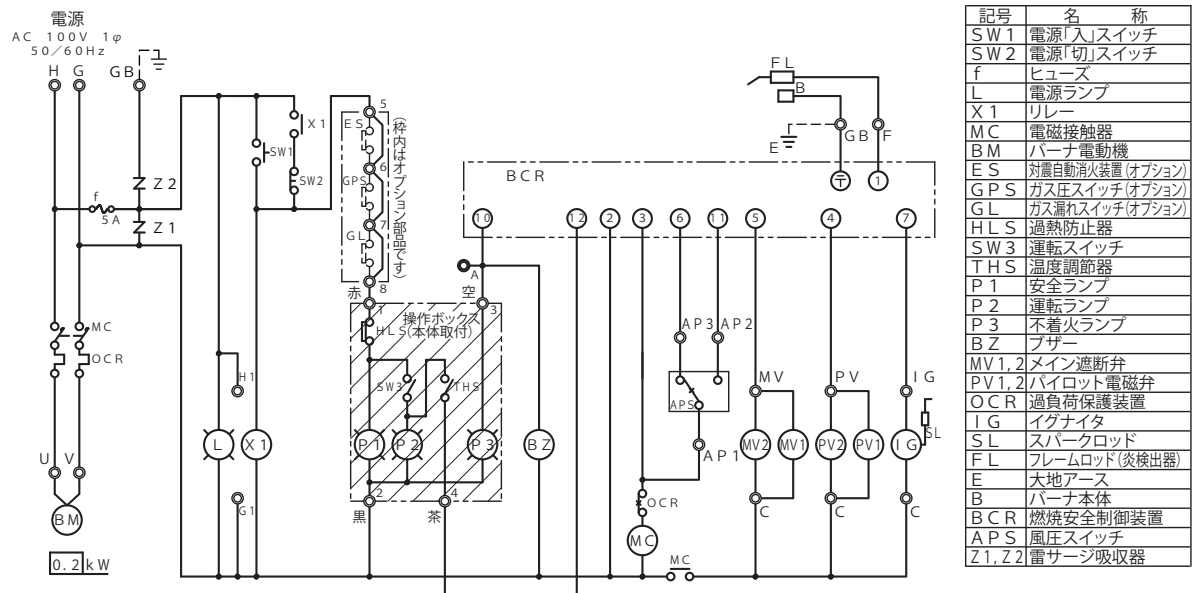 電源
AC 100V 1φ
50/60Hz
H G GB
f
5A
Z2
Z1
MC
OCR
U V
BM
0.2kW
L
H1
G1
X1
SW1
X1
SW2
5
ES
6
GPS
7
GL
8
(枠内はオプション部品です)
赤
1
空
3
A
操作ボックス
HLS(本体取付)
SW3
THS
P1
P2
P3
2
4
黒
茶
BZ
FL
B
E
GB
F
BCR
1
10 12 2 3 6 11 5 4 7
AP3 AP2
APS
AP1
OCR
MC
MC
MV
MV2 MV1
C
PV
PV2 PV1
C
IG
IG
SL
C
記号 名称
SW1 電源「入」スイッチ
SW2 電源「切」スイッチ
f ヒューズ
L 電源ランプ
X1 リレー
MC 電磁接触器
BM バーナ電動機
ES 対震自動消火装置(オプション)
GPS ガス圧スイッチ(オプション)
GL ガス漏れスイッチ(オプション)
HLS 過熱防止器
SW3 運転スイッチ
THS 温度調節器
P1 安全ランプ
P2 運転ランプ
P3 不着火ランプ
BZ ブザー
MV1,2 メイン遮断弁
PV1,2 パイロット電磁弁
OCR 過負荷保護装置
IG イグナイタ
SL スパークロッド
FL フレームロッド(炎検出器)
E 大地アース
B バーナ本体
BCR 燃焼安全制御装置
APS 風圧スイッチ
Z1,Z2 雷サージ吸収器